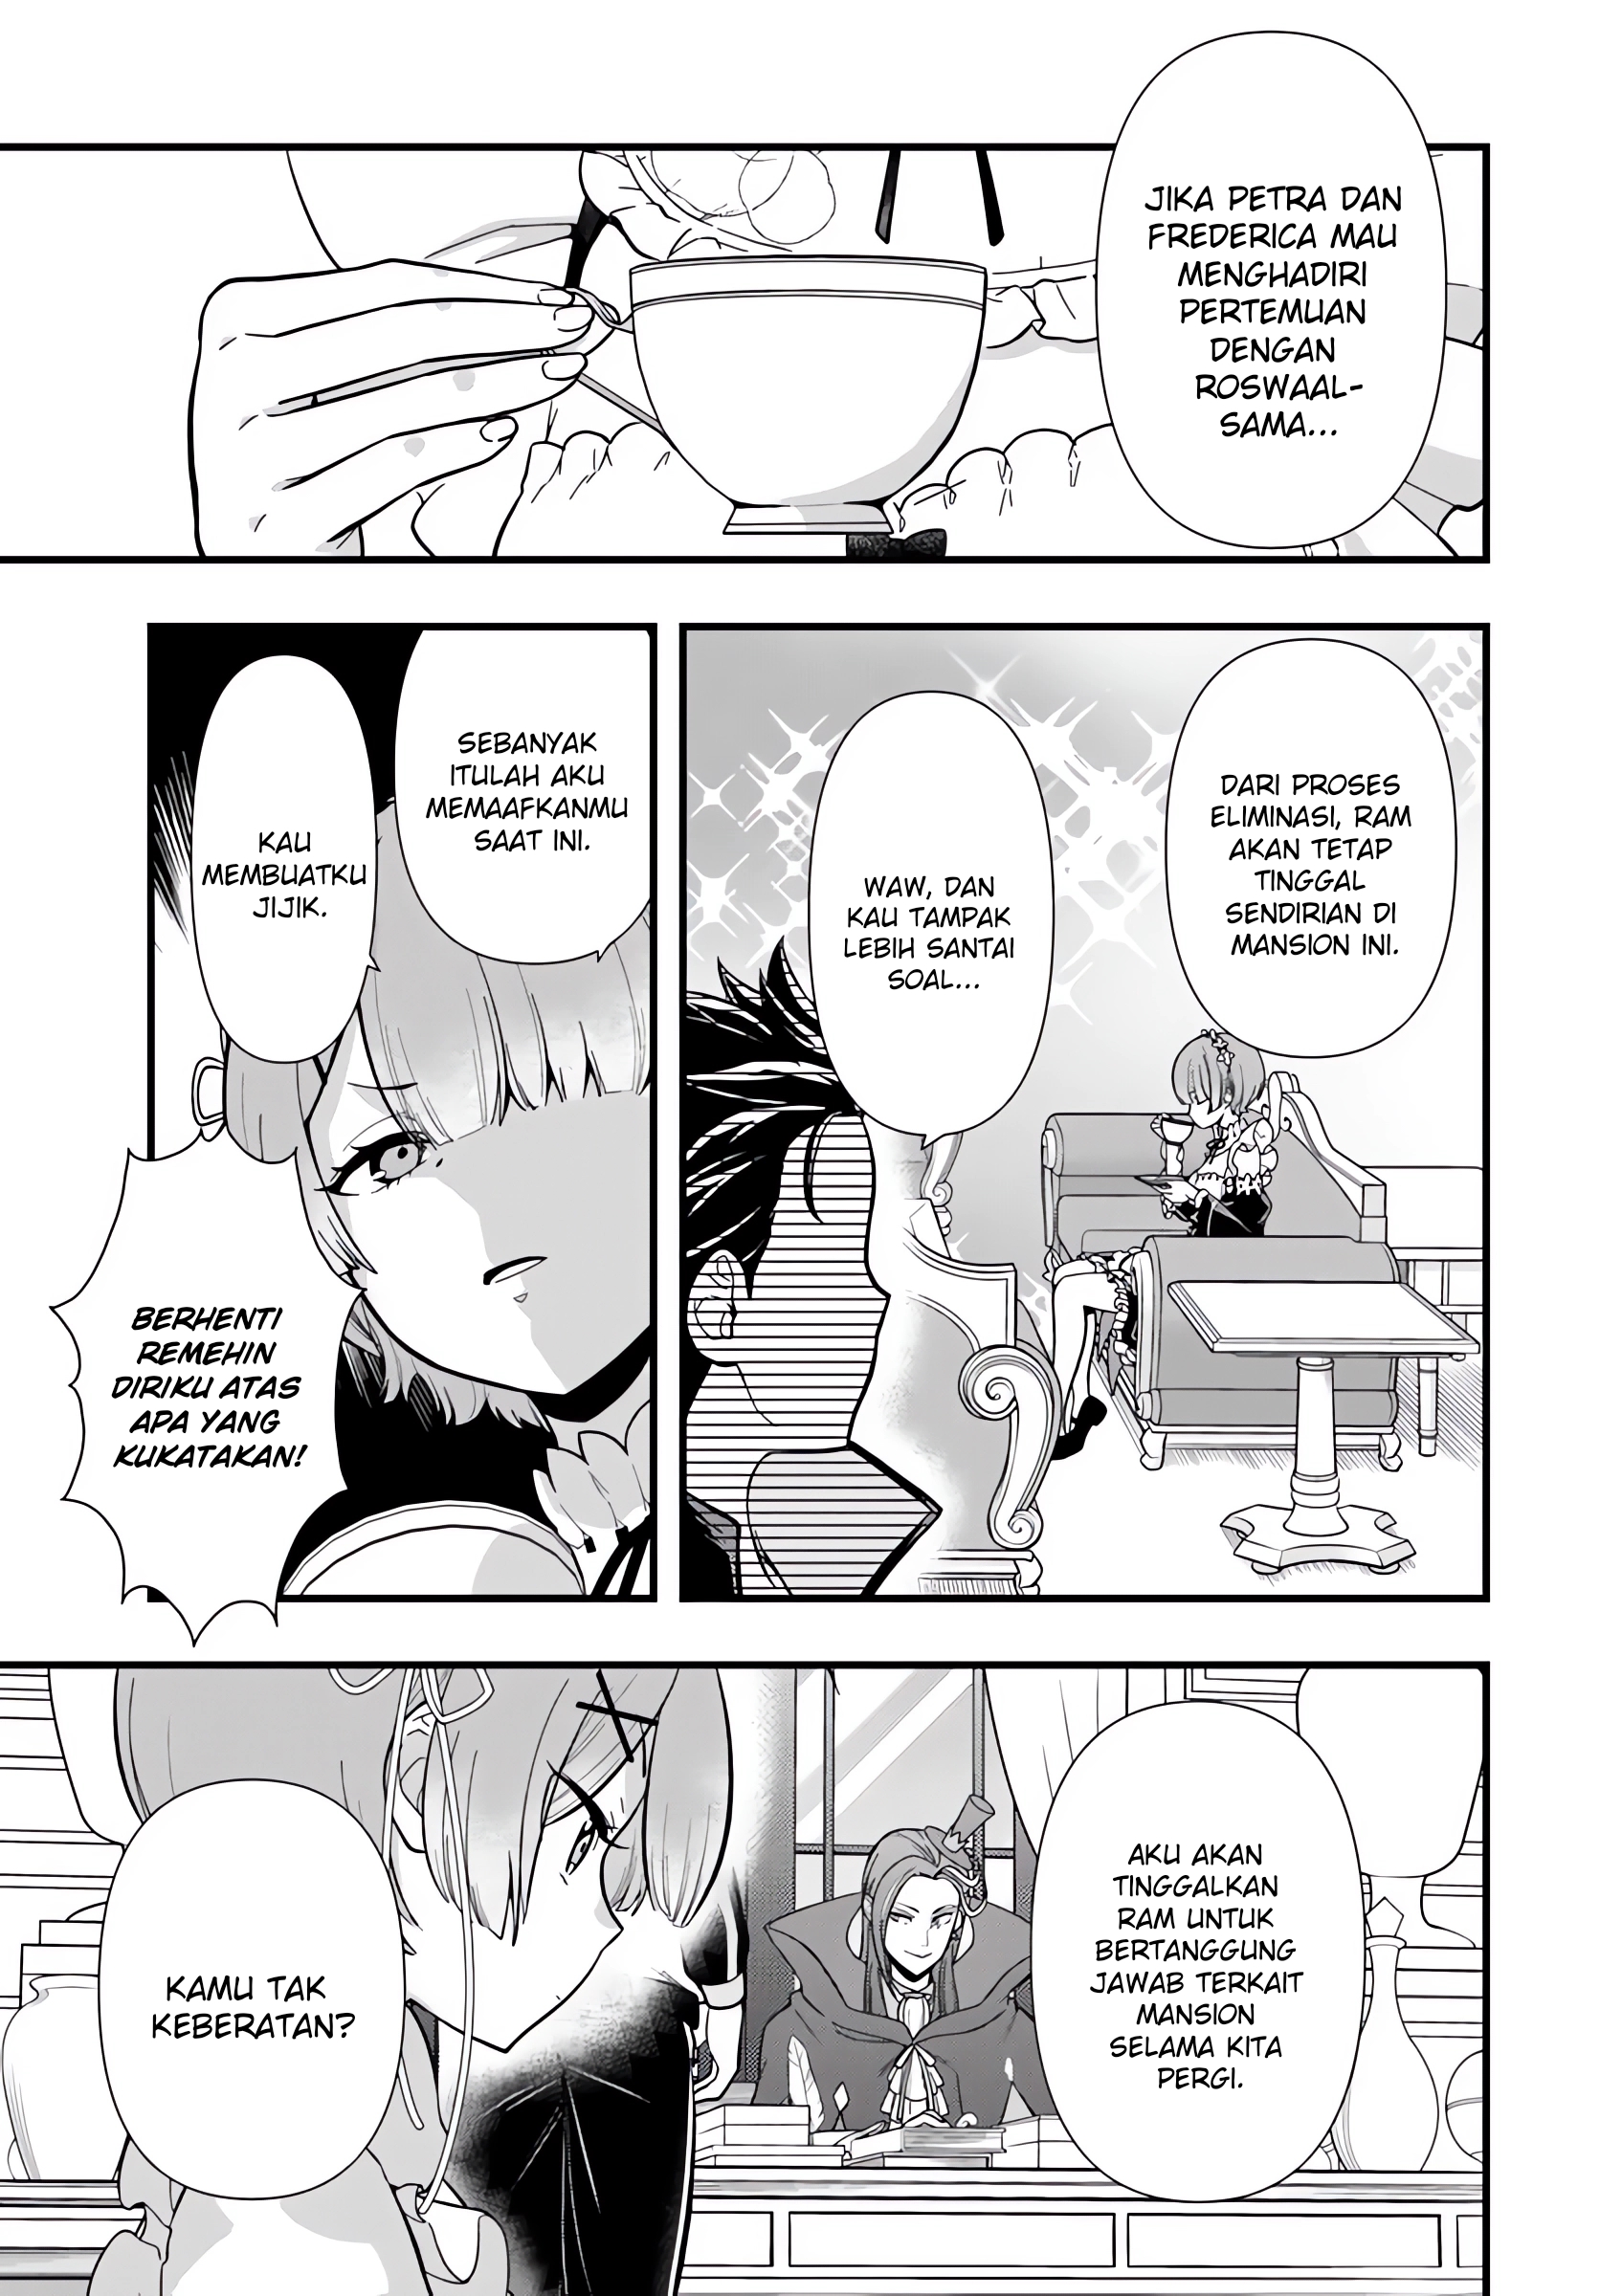 JIKA PETRA DAN
FREDERICA MAU
MENGHADIRI
PERTEMUAN
DENGAN
ROSWAAL-
SAMA...
DARI PROSES
ELIMINASI, RAM
AKAN TETAP
TINGGAL
SENDIRIAN DI
MANSION INI.
WAW, DAN
KAU TAMPAK
LEBIH SANTAI
SOAL...
SEBANYAK
ITULAH AKU
MEMAAFKANMU
SAAT INI.
KAU
MEMBUATKU
JIJIK.
BERHENTI
REMEHIN
DIRIKU ATAS
APA YANG
KUKATAKAN!
AKU AKAN
TINGGALKAN
RAM UNTUK
BERTANGGUNG
JAWAB TERKAIT
MANSION
SELAMA KITA
PERGI.
KAMU TAK
KEBERATAN?